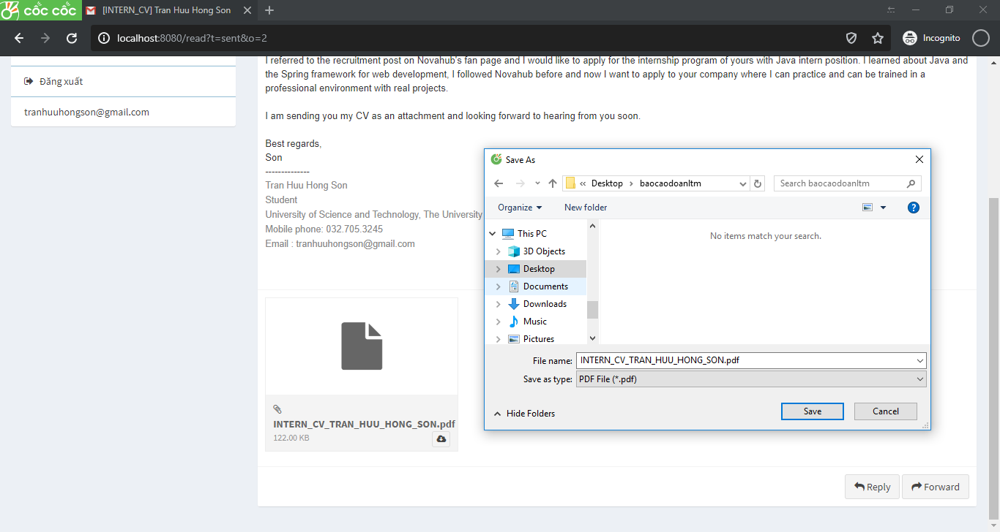 cốc cốc
[INTERN_CV] Tran Huu Hong Son
localhost:8080/read?t=sent&o=2
Incognito
Đăng xuất
tranhuuhongson@gmail.com
I referred to the recruitment post on Novahub's fan page and I would like to apply for the internship program of yours with Java intern position. I learned about Java and
the Spring framework for web development, I followed Novahub before and now I want to apply to your company where I can practice and can be trained in a
professional environment with real projects.
I am sending you my CV as an attachment and looking forward to hearing from you soon.
Best regards,
Son
--------------
Tran Huu Hong Son
Student
University of Science and Technology, The University
Mobile phone: 032.705.3245
Email : tranhuuhongson@gmail.com
INTERN_CV_TRAN_HUU_HONG_SON.pdf
122.00 KB
Reply
Forward
Save As
« Desktop › baocaodoanltm
Search baocaodoanltm
Organize
New folder
?
This PC
3D Objects
Desktop
Documents
Downloads
Music
Pictures
No items match your search.
File name: INTERN_CV_TRAN_HUU_HONG_SON.pdf
Save as type: PDF File (*.pdf)
Hide Folders
Save
Cancel